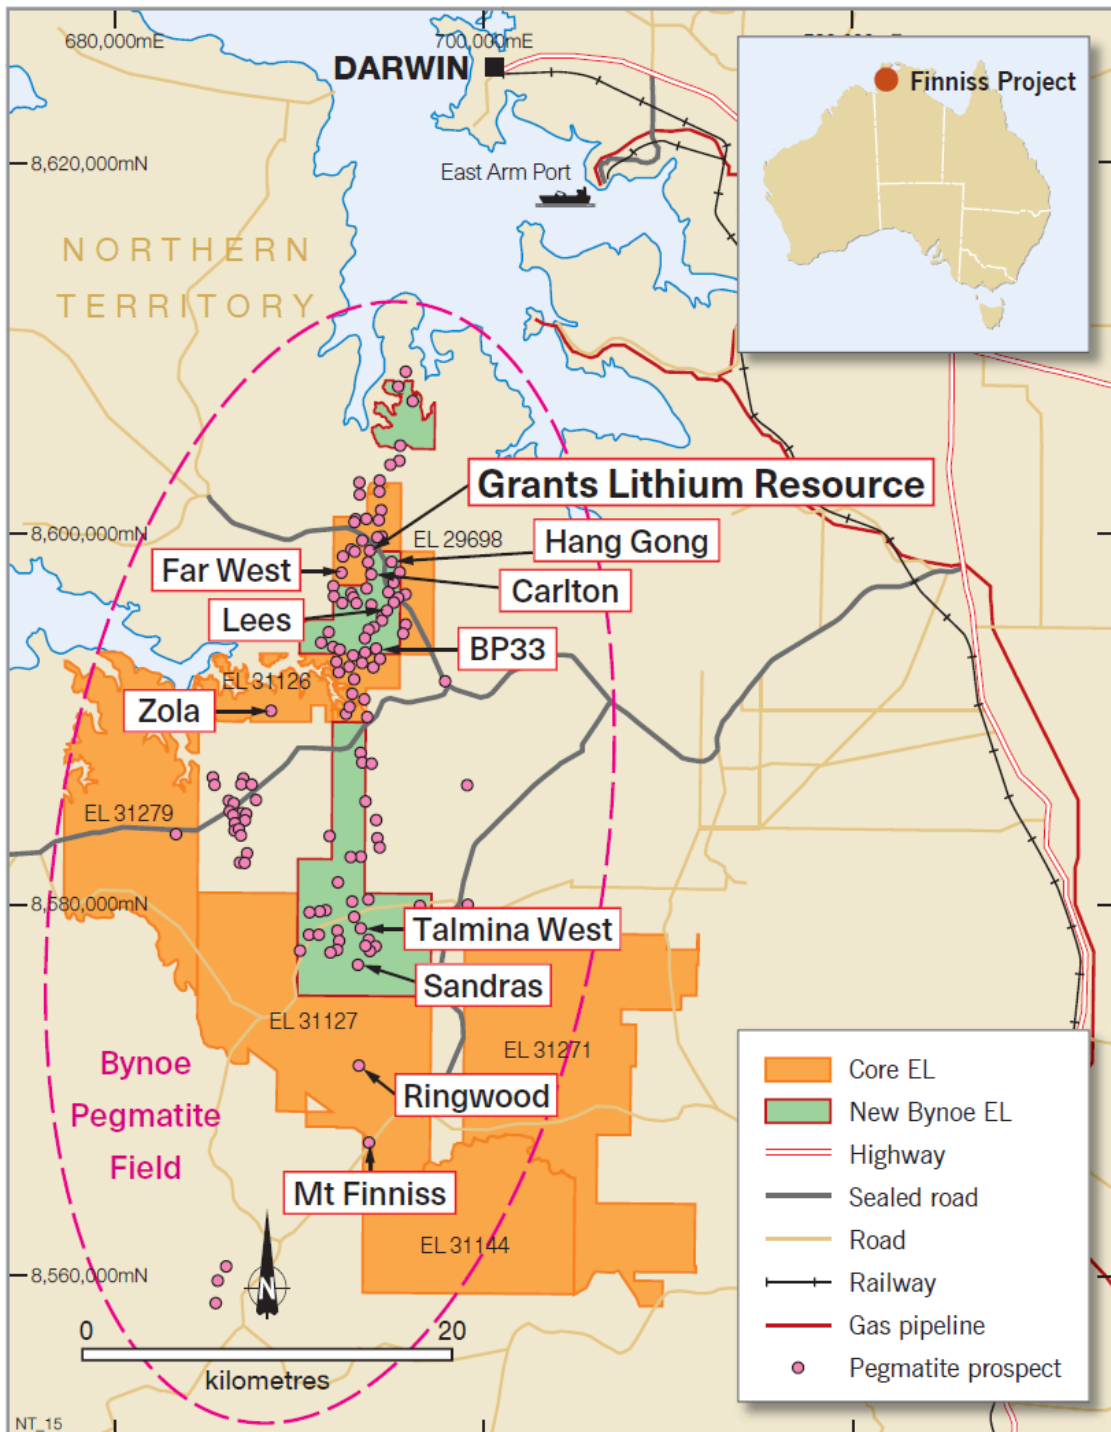 680,000mE
700,000mE
DARWIN
Finniss Project
8,620,000mN
East Arm Port
NORTHERN
TERRITORY
Grants Lithium Resource
8,600,000mN
EL 29698
Hang Gong
Far West
Carlton
Lees
BP33
EL 31126
Zola
EL 31279
8,580,000mN
Talmina West
Sandras
EL 31127
EL 31271
Bynoe
Pegmatite
Field
Ringwood
Mt Finniss
EL 31144
8,560,000mN
N
0 20
kilometres
NT_15
Core EL
New Bynoe EL
Highway
Sealed road
Road
Railway
Gas pipeline
Pegmatite prospect